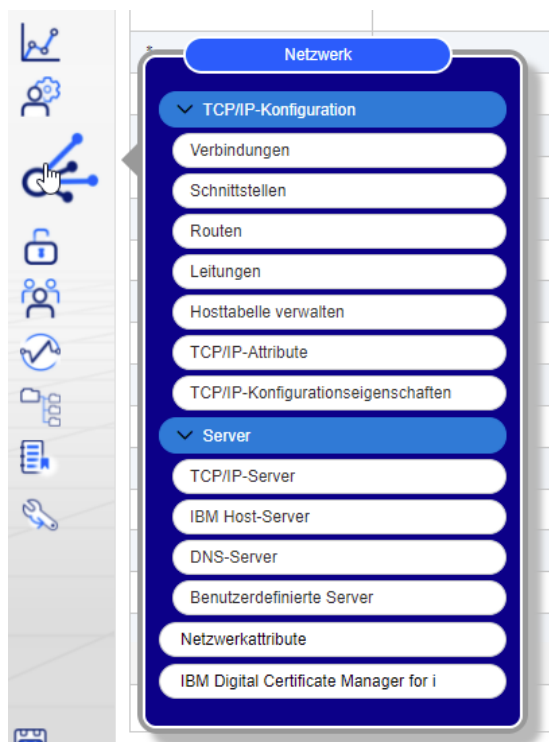 Netzwerk
TCP/IP-Konfiguration
Verbindungen
Schnittstellen
Routen
Leitungen
Hosttabelle verwalten
TCP/IP-Attribute
TCP/IP-Konfigurationseigenschaften
Server
TCP/IP-Server
IBM Host-Server
DNS-Server
Benutzerdefinierte Server
Netzwerkattribute
IBM Digital Certificate Manager for i